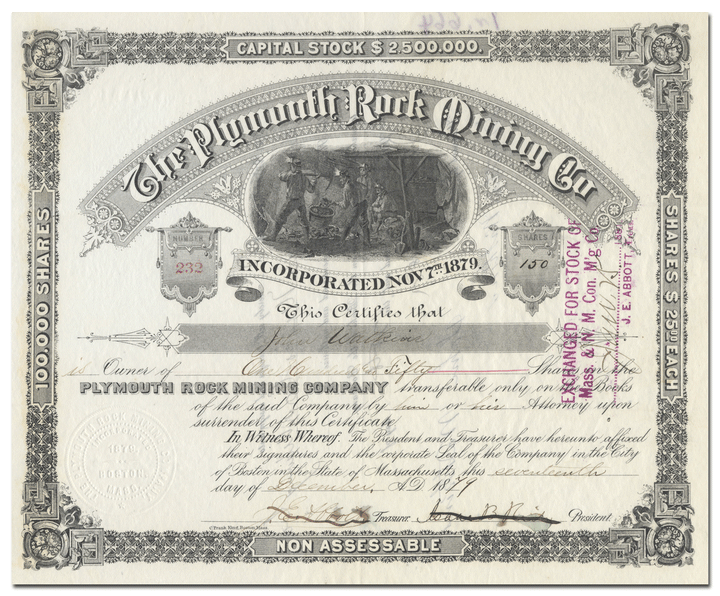 CAPITAL STOCK $2,500,000.
The Plymouth Rock Mining Co
NUMBER
232
SHARES
150
INCORPORATED NOV 7TH 1879.
This Certifies that
John Watkins
is Owner of One Hundred & Fifty Shares in the
PLYMOUTH ROCK MINING COMPANY transferable only on the Books
of the said Company by him or his Attorney upon
surrender of this Certificate.
In Witness Whereof. The President and Treasurer have hereunto affixed
their signatures and the corporate Seal of the Company in the City
of Boston in the State of Massachusetts this seventeenth
day of December, A.D. 1879
Treasurer. President.
NON ASSESSABLE
100,000 SHARES
SHARES $25.00 EACH
EXCHANGED FOR STOCK OF
Mass. & N. M. Con. M'g Co.
J. E. ABBOTT, Treas.
1879
BOSTON
MASS.